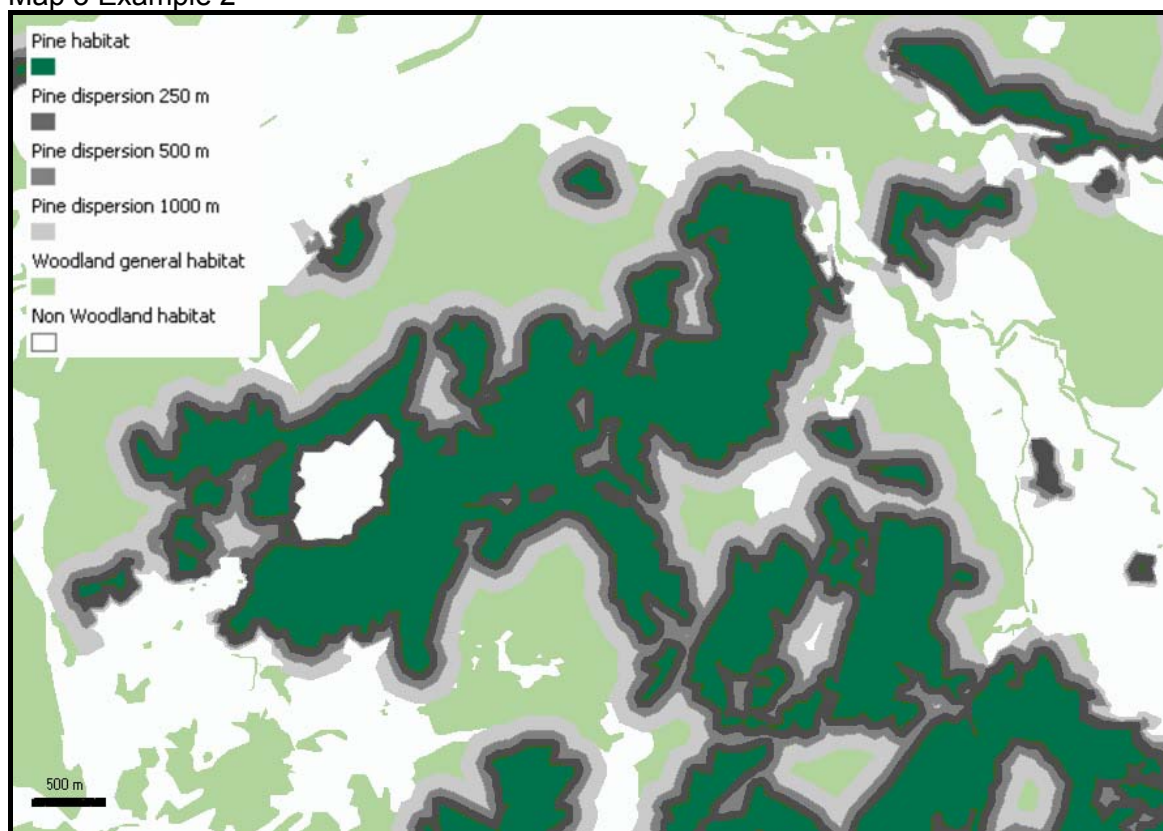 Map 3 Example 2
Pine habitat
Pine dispersion 250 m
Pine dispersion 500 m
Pine dispersion 1000 m
Woodland general habitat
Non Woodland habitat
500 m